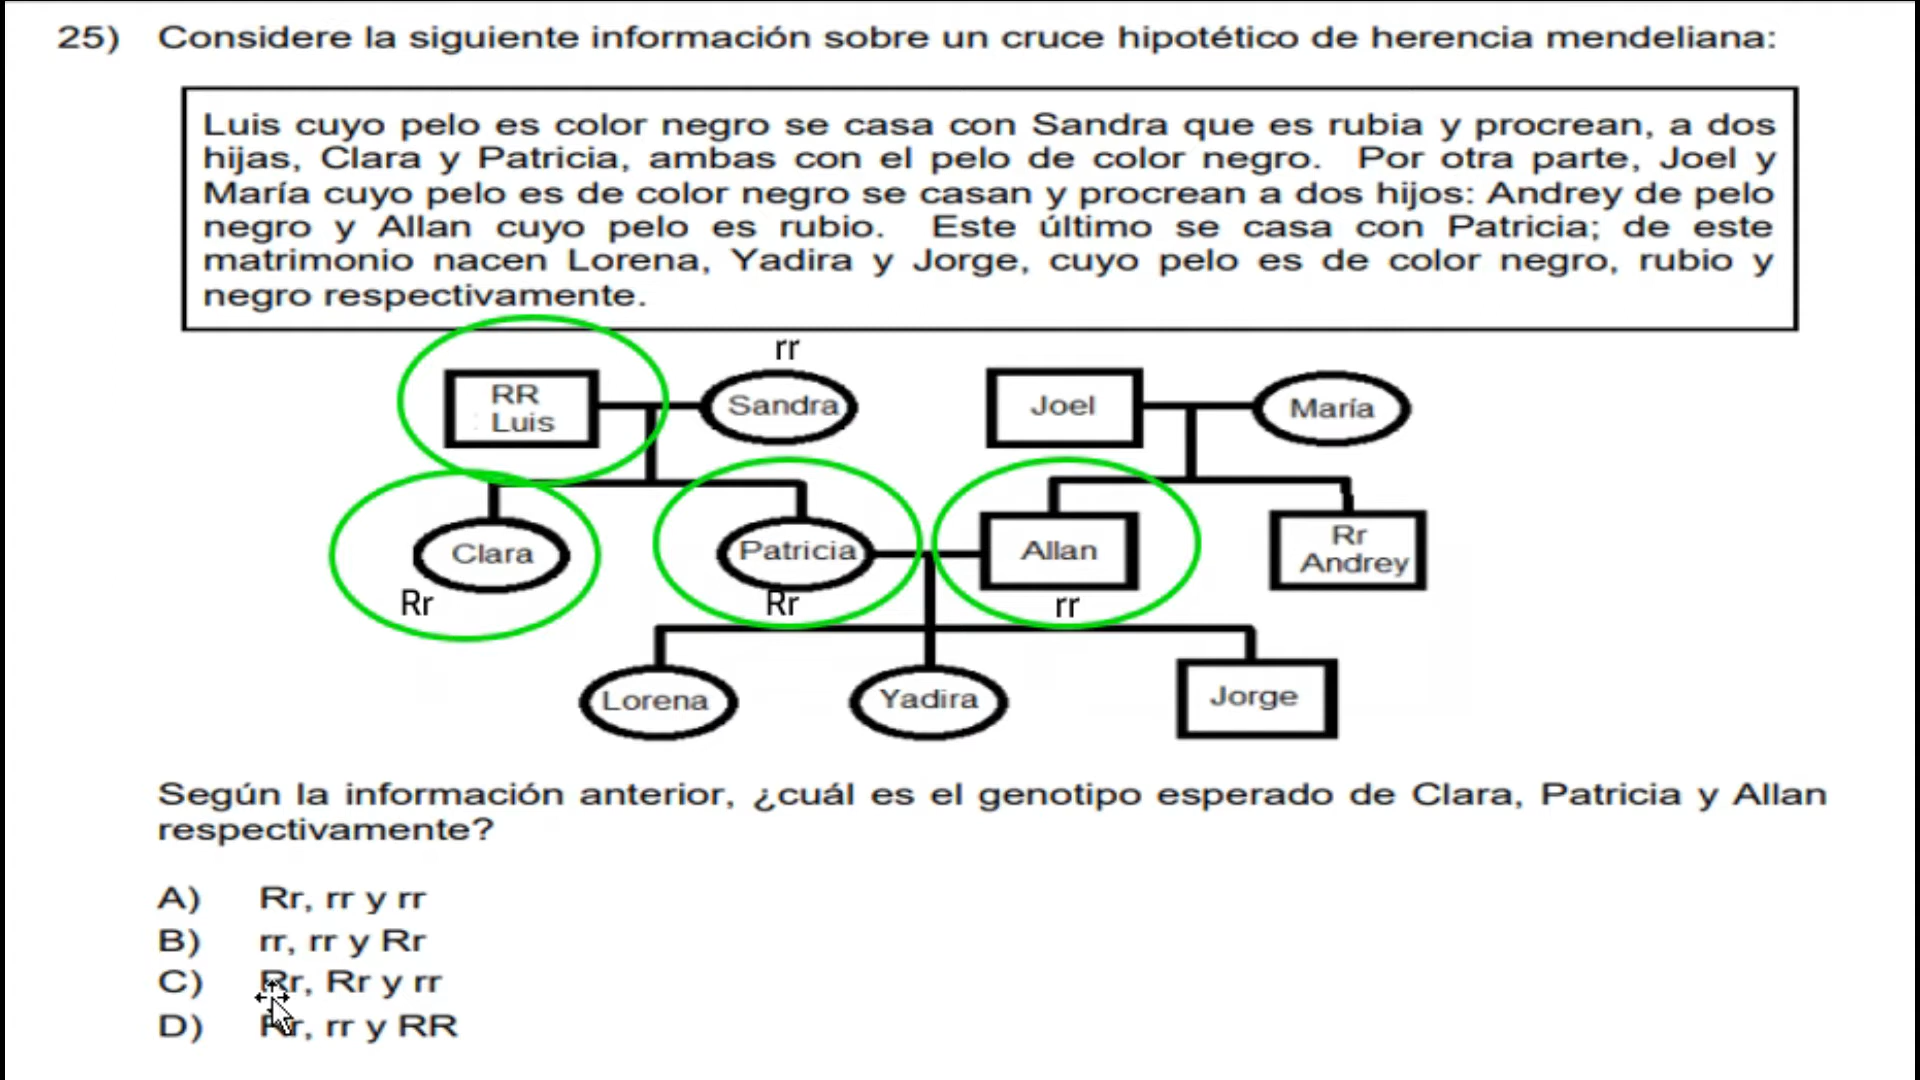 25) Considere la siguiente información sobre un cruce hipotético de herencia mendeliana:
Luis cuyo pelo es color negro se casa con Sandra que es rubia y procrean, a dos
hijas, Clara y Patricia, ambas con el pelo de color negro. Por otra parte, Joel y
María cuyo pelo es de color negro se casan y procrean a dos hijos: Andrey de pelo
negro y Allan cuyo pelo es rubio. Este último se casa con Patricia; de este
matrimonio nacen Lorena, Yadira y Jorge, cuyo pelo es de color negro, rubio y
negro respectivamente.
rr
RR
Luis
Sandra
Joel
María
Clara
Patricia
Allan
Rr
Andrey
Rr
Rr
rr
Lorena
Yadira
Jorge
Según la información anterior, ¿cuál es el genotipo esperado de Clara, Patricia y Allan
respectivamente?
A) Rr, rr y rr
B) rr, rr y Rr
C) Rr, Rr y rr
D) Rr, rr y RR